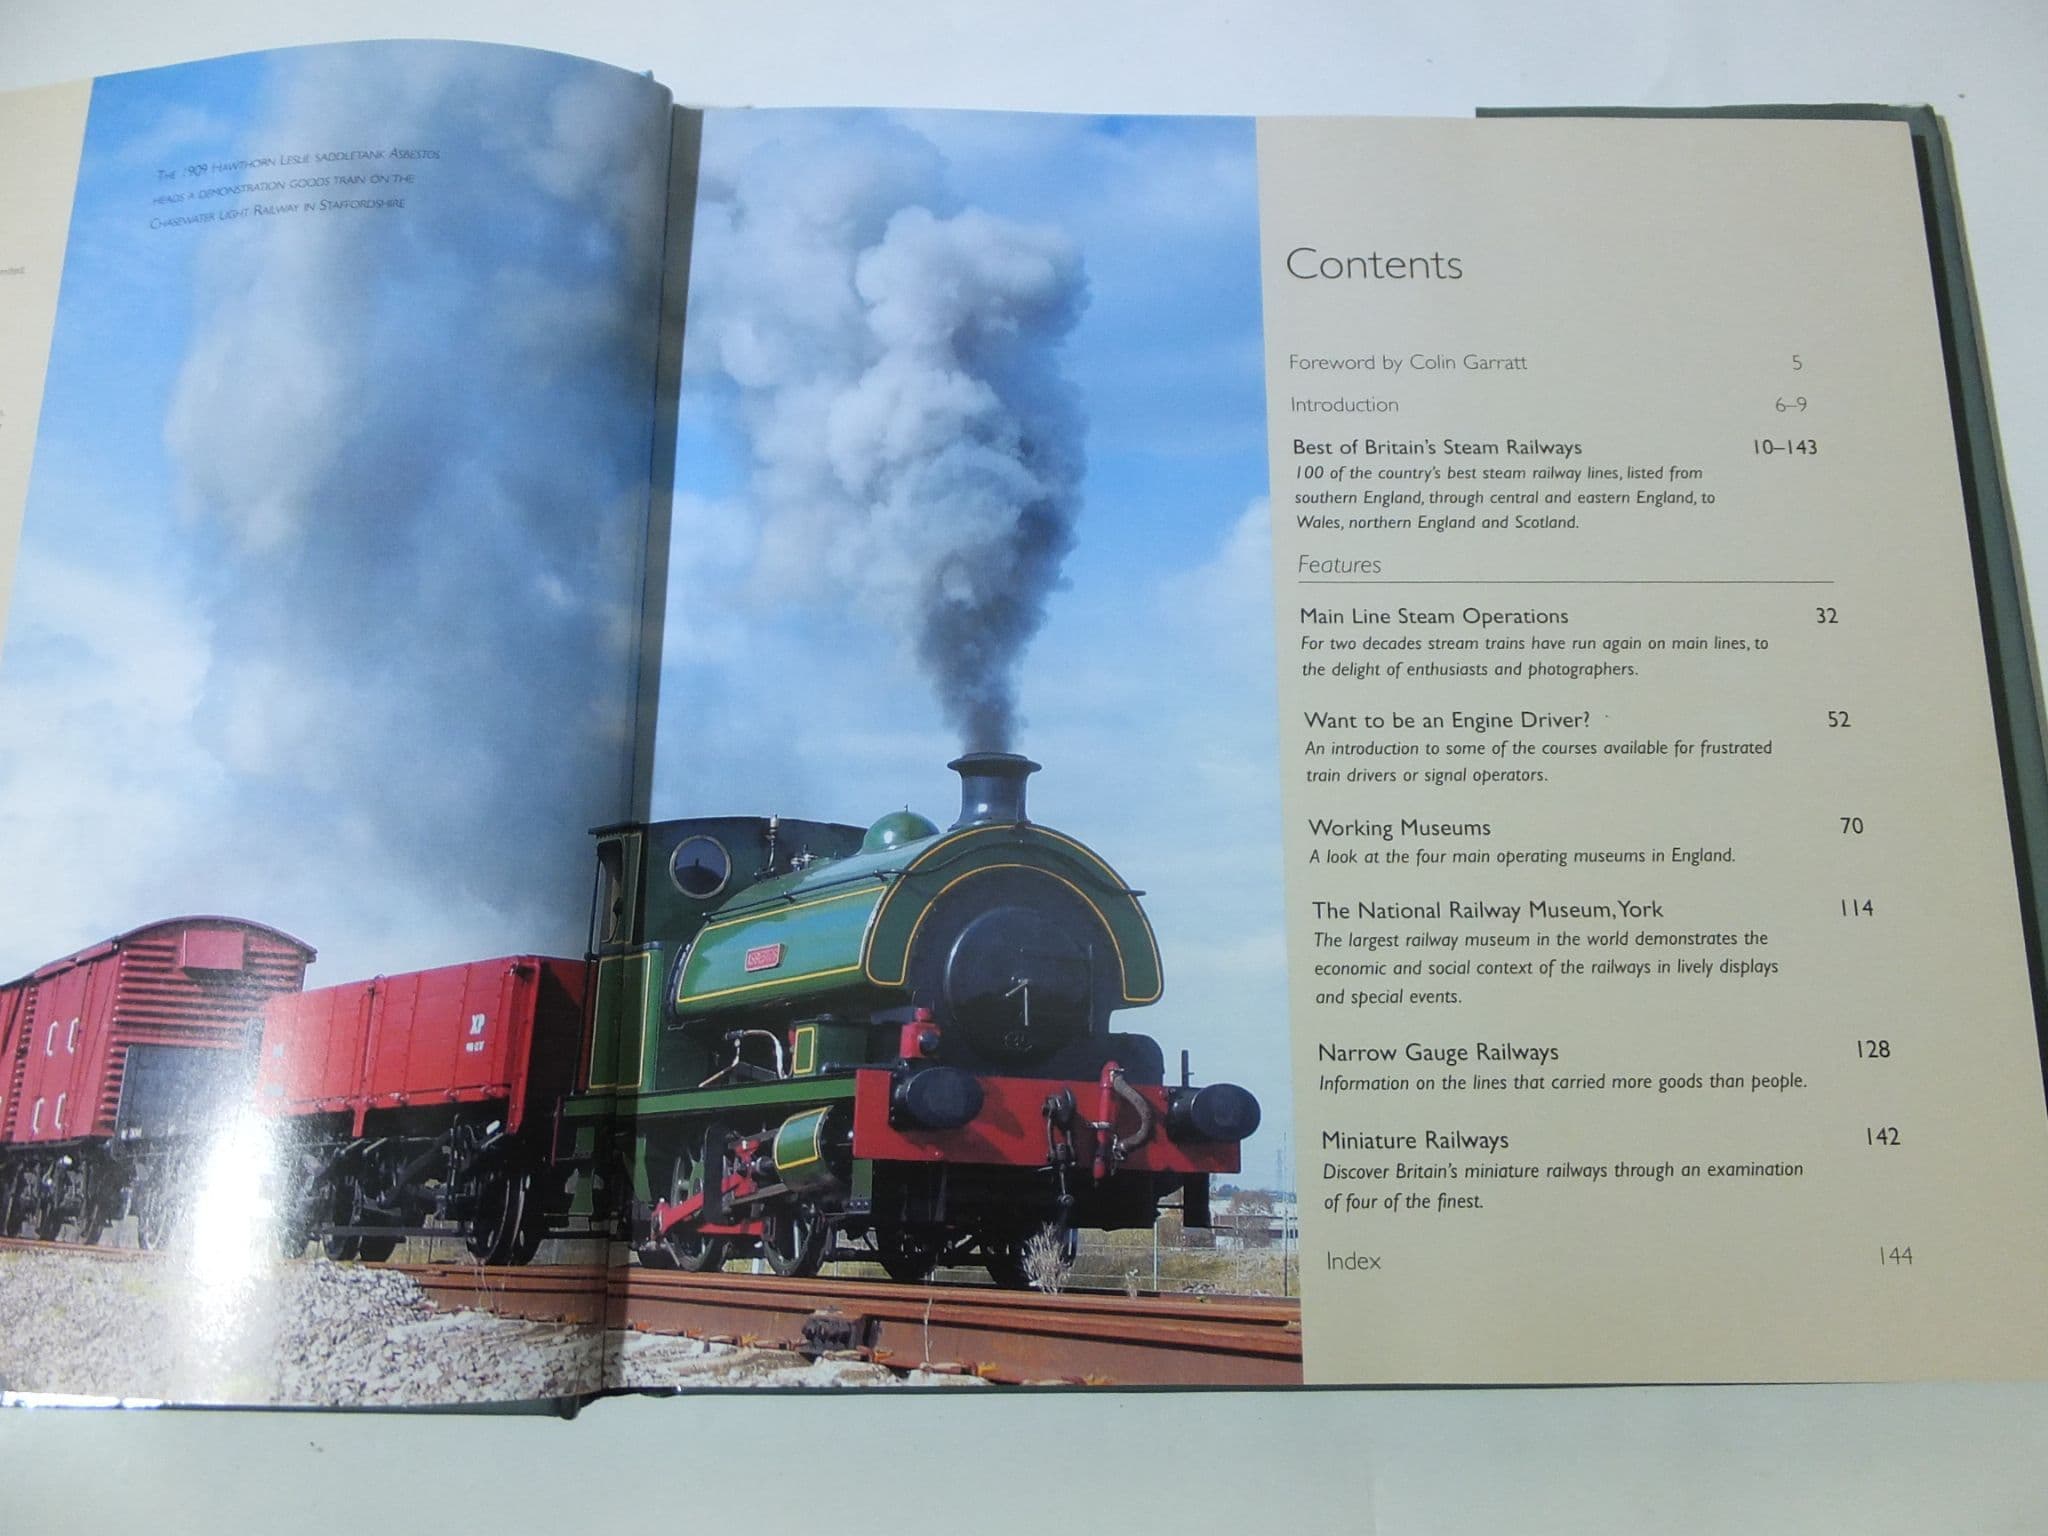 THE 1909 HAWTHORN LESLIE SADDLETANK ASBESTOS
HEADS A DEMONSTRATION GOODS TRAIN ON THE
CHASEWATER LIGHT RAILWAY IN STAFFORDSHIRE
XP
Contents
Foreword by Colin Garratt 5
Introduction 6–9
Best of Britain's Steam Railways 10–143
100 of the country's best steam railway lines, listed from
southern England, through central and eastern England, to
Wales, northern England and Scotland.
Features
Main Line Steam Operations 32
For two decades stream trains have run again on main lines, to
the delight of enthusiasts and photographers.
Want to be an Engine Driver? 52
An introduction to some of the courses available for frustrated
train drivers or signal operators.
Working Museums 70
A look at the four main operating museums in England.
The National Railway Museum, York 114
The largest railway museum in the world demonstrates the
economic and social context of the railways in lively displays
and special events.
Narrow Gauge Railways 128
Information on the lines that carried more goods than people.
Miniature Railways 142
Discover Britain's miniature railways through an examination
of four of the finest.
Index 144